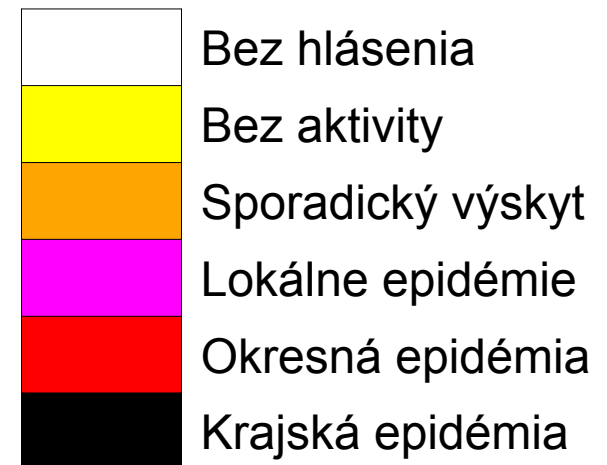 Bez hlásenia
Bez aktivity
Sporadický výskyt
Lokálne epidémie
Okresná epidémia
Krajská epidémia